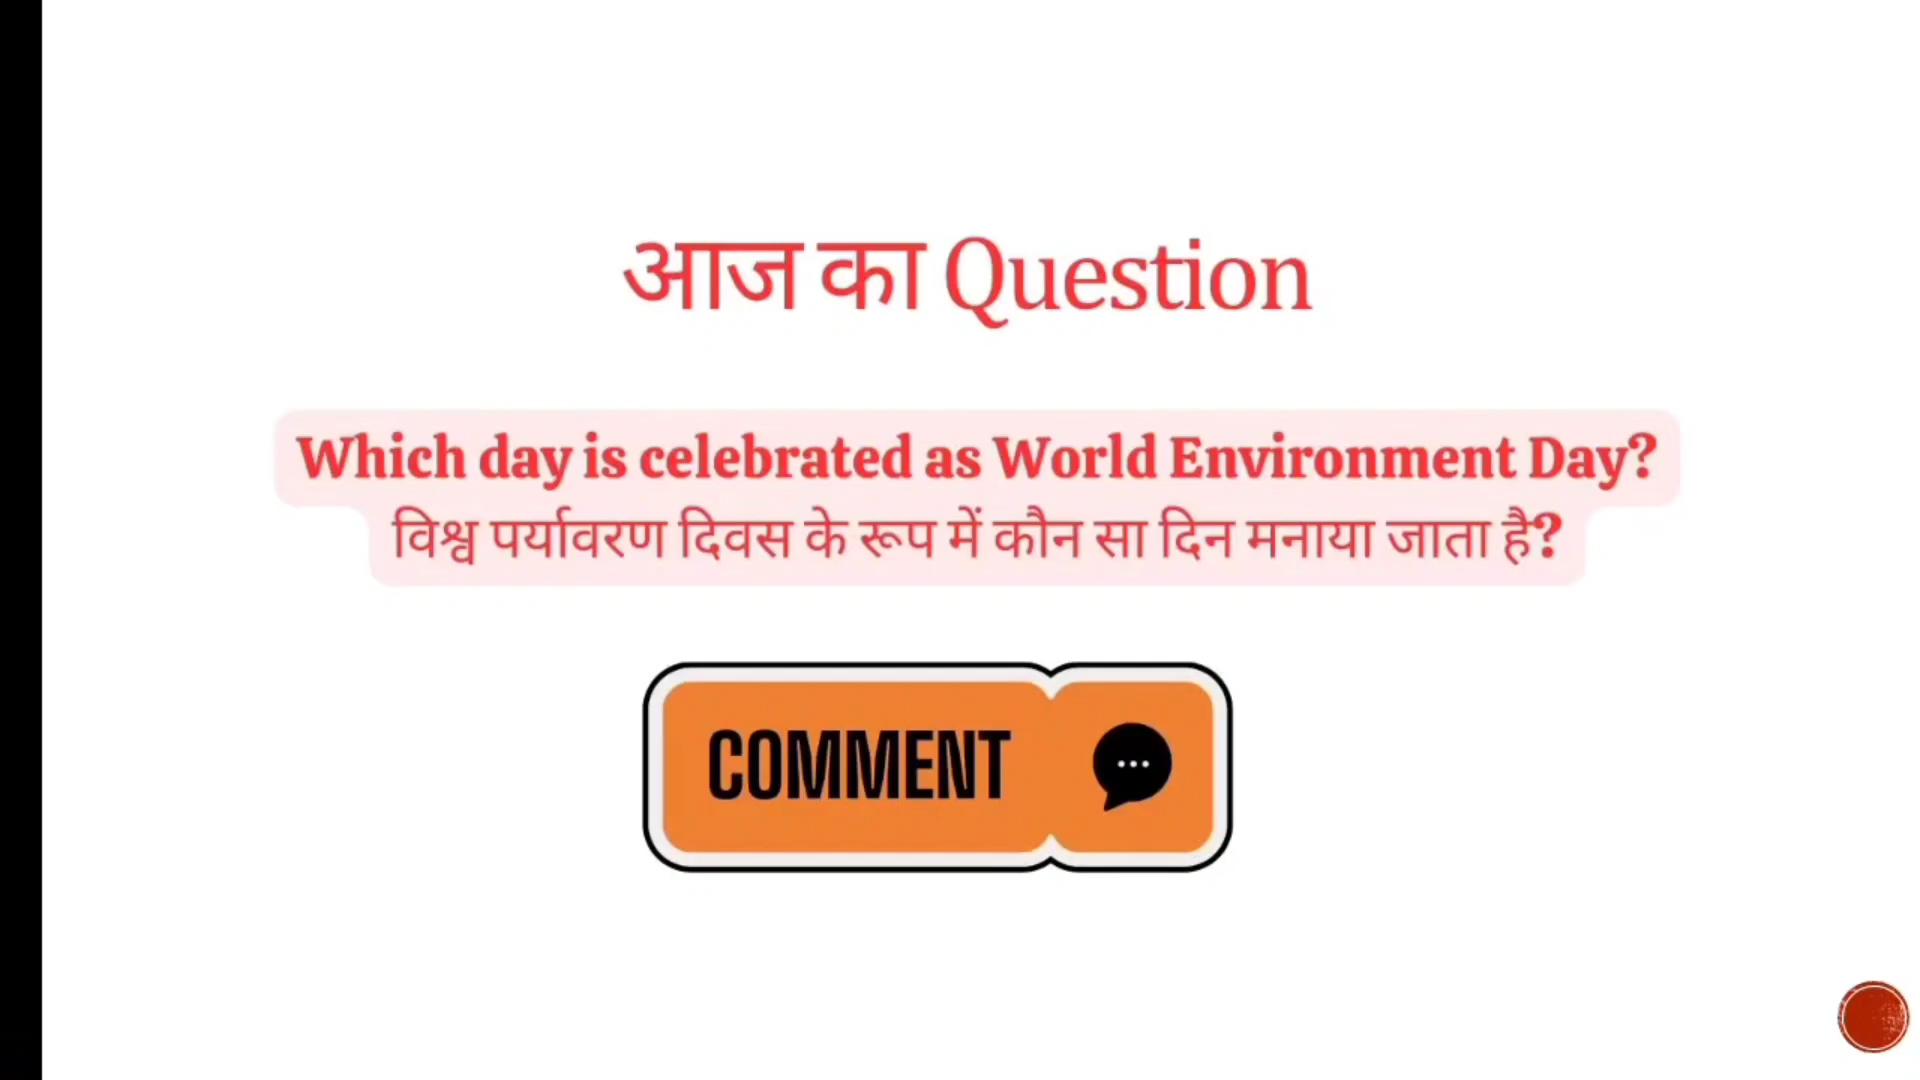 आज का Question
Which day is celebrated as World Environment Day?
विश्व पर्यावरण दिवस के रूप में कौन सा दिन मनाया जाता है?
COMMENT